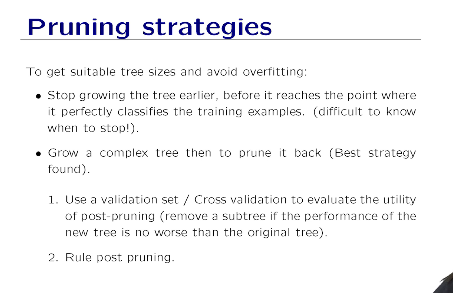 Pruning strategies
To get suitable tree sizes and avoid overfitting:
• Stop growing the tree earlier, before it reaches the point where
it perfectly classifies the training examples. (difficult to know
when to stop!).
• Grow a complex tree then to prune it back (Best strategy
found).
1. Use a validation set / Cross validation to evaluate the utility
of post-pruning (remove a subtree if the performance of the
new tree is no worse than the original tree).
2. Rule post pruning.